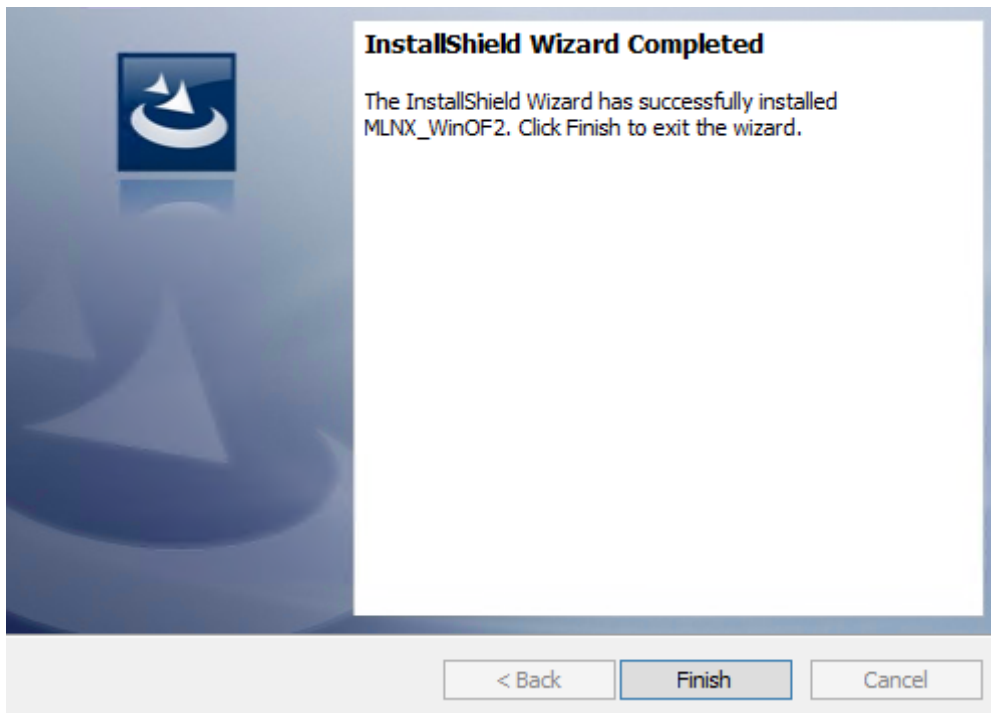 InstallShield Wizard Completed
The InstallShield Wizard has successfully installed
MLNX_WinOF2. Click Finish to exit the wizard.
< Back
Finish
Cancel